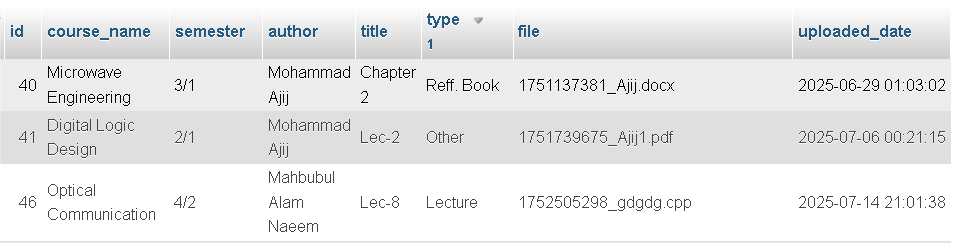 id course_name semester author title type 1 file uploaded_date
40 Microwave Engineering 3/1 Mohammad Ajij Chapter 2 Reff. Book 1751137381_Ajij.docx 2025-06-29 01:03:02
41 Digital Logic Design 2/1 Mohammad Ajij Lec-2 Other 1751739675_Ajij1.pdf 2025-07-06 00:21:15
46 Optical Communication 4/2 Mahbubul Alam Naeem Lec-8 Lecture 1752505298_gdgdg.cpp 2025-07-14 21:01:38